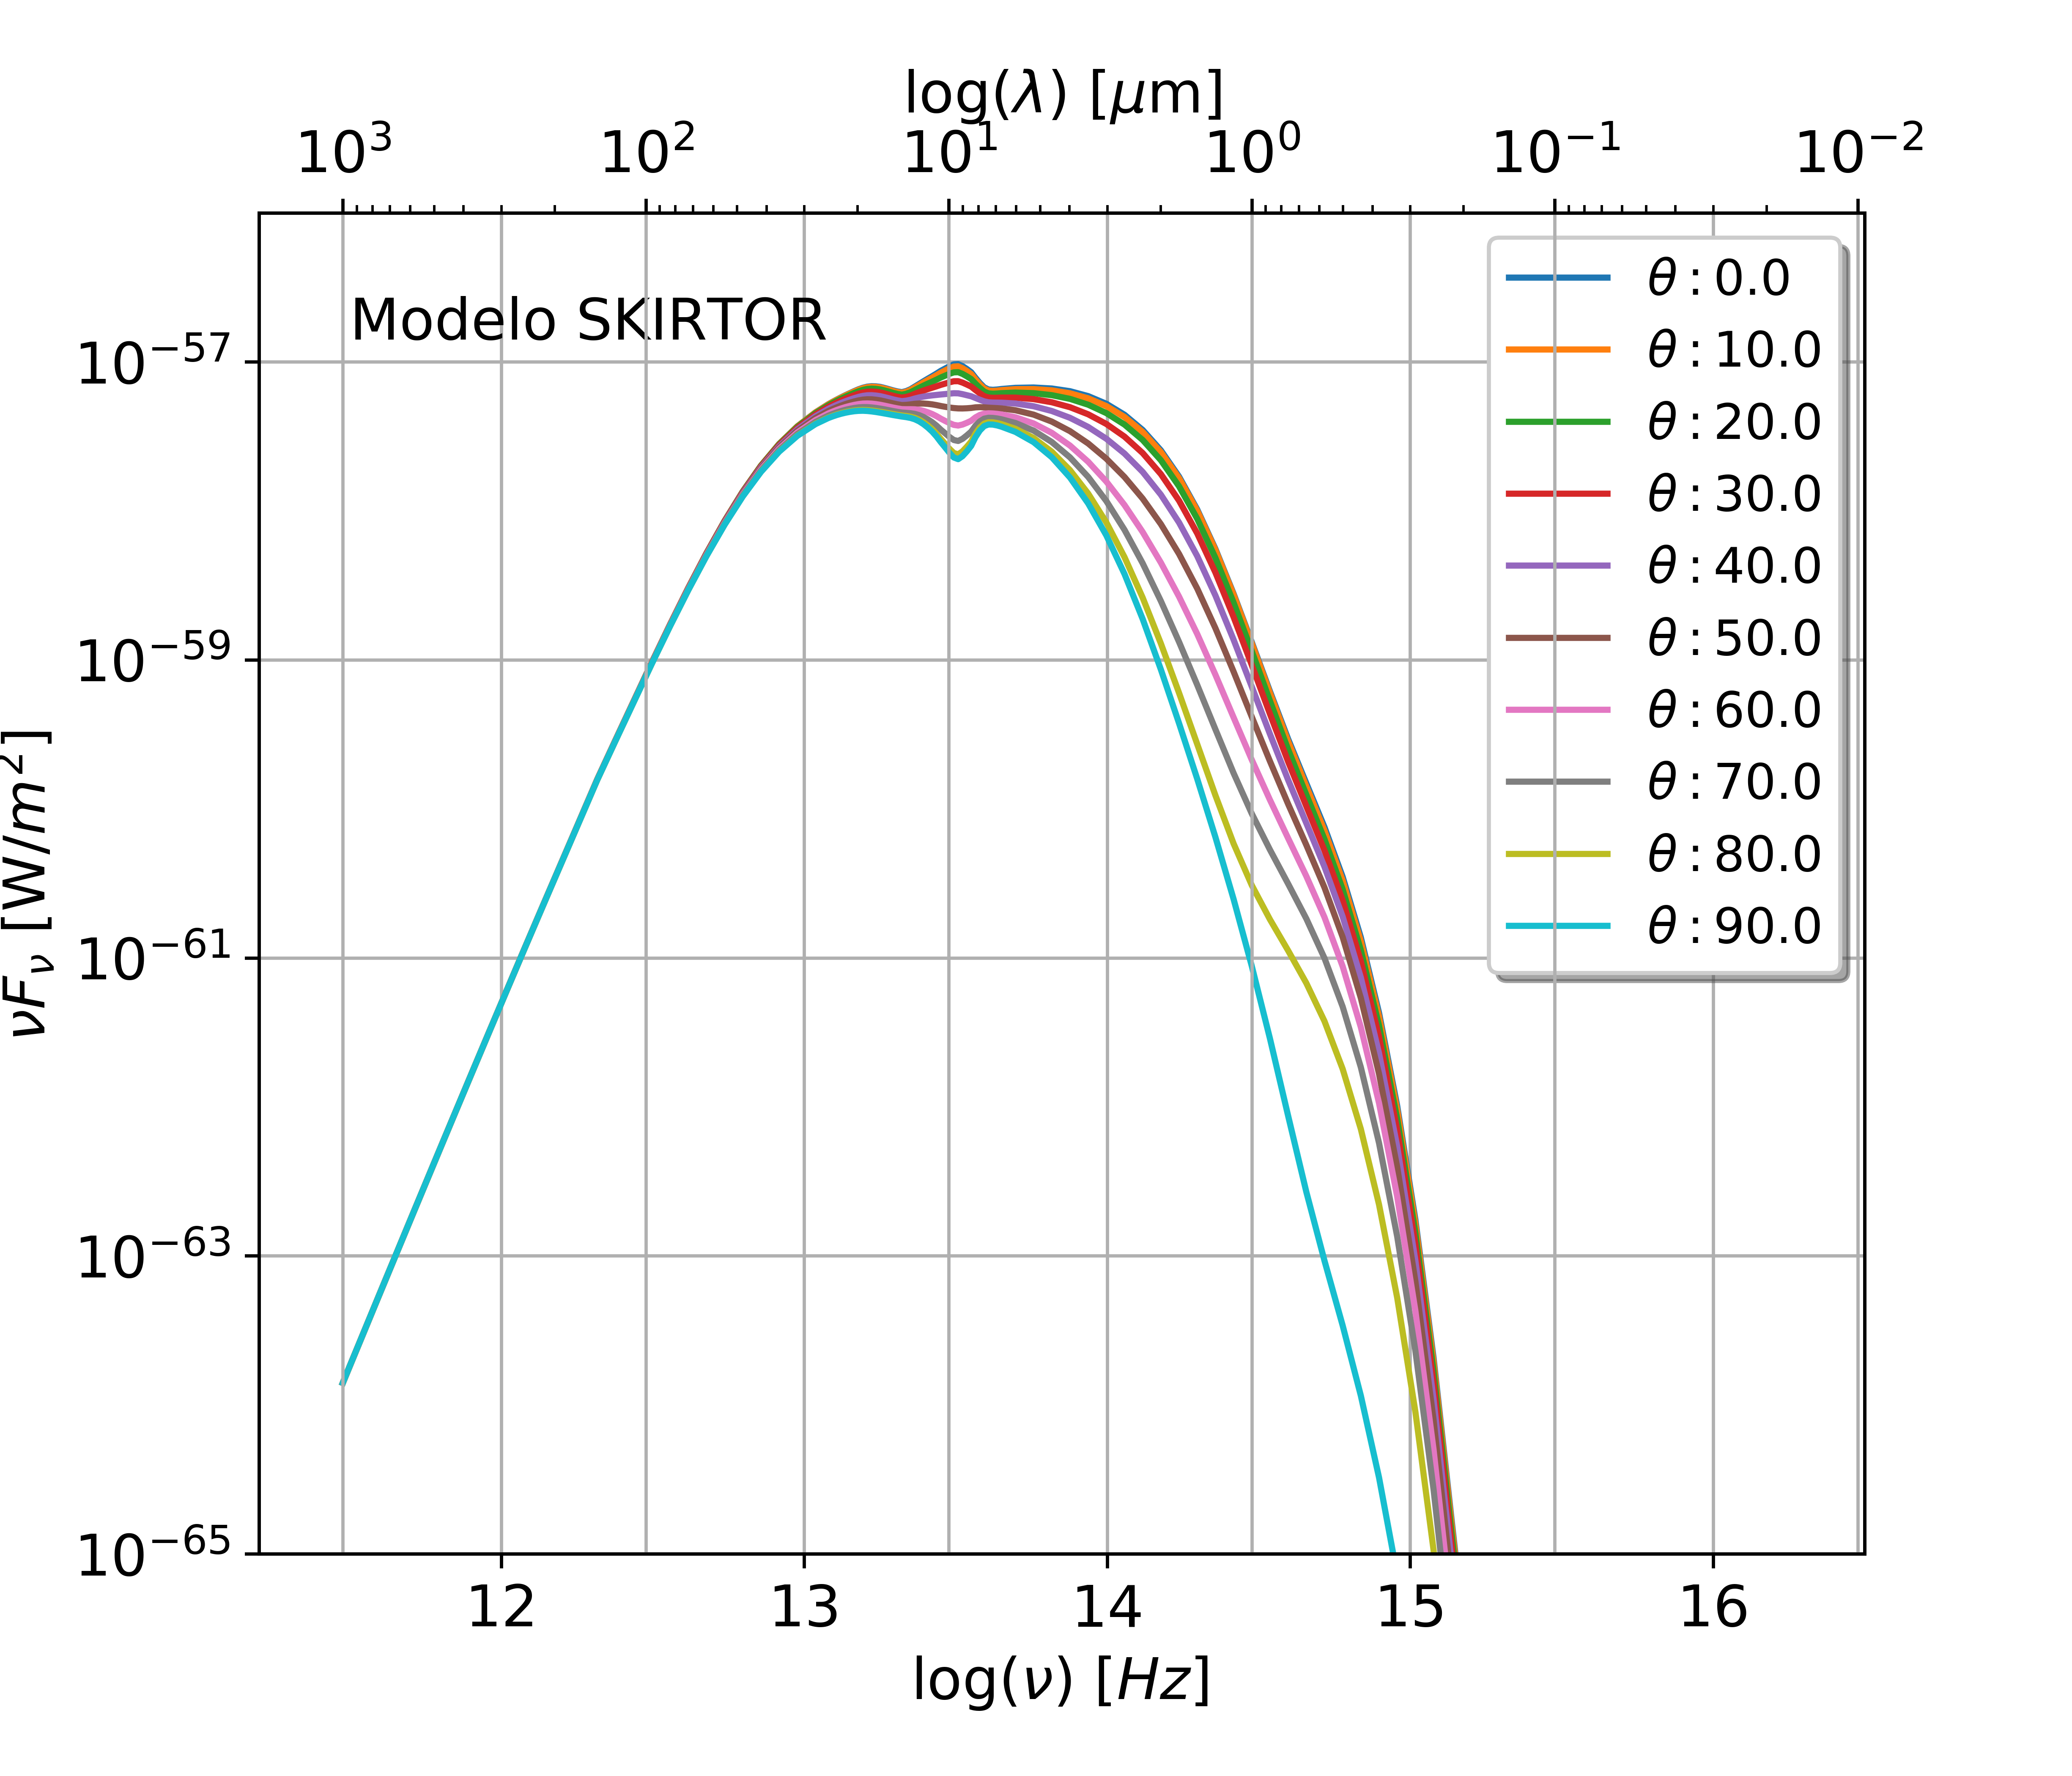 log(λ) [μm]
10³ 10² 10¹ 10⁰ 10⁻¹ 10⁻²
Modelo SKIRTOR
θ : 0.0
θ : 10.0
θ : 20.0
θ : 30.0
θ : 40.0
θ : 50.0
θ : 60.0
θ : 70.0
θ : 80.0
θ : 90.0
10⁻⁵⁷
10⁻⁵⁹
10⁻⁶¹
10⁻⁶³
10⁻⁶⁵
νFᵥ [W/m²]
12 13 14 15 16
log(ν) [Hz]